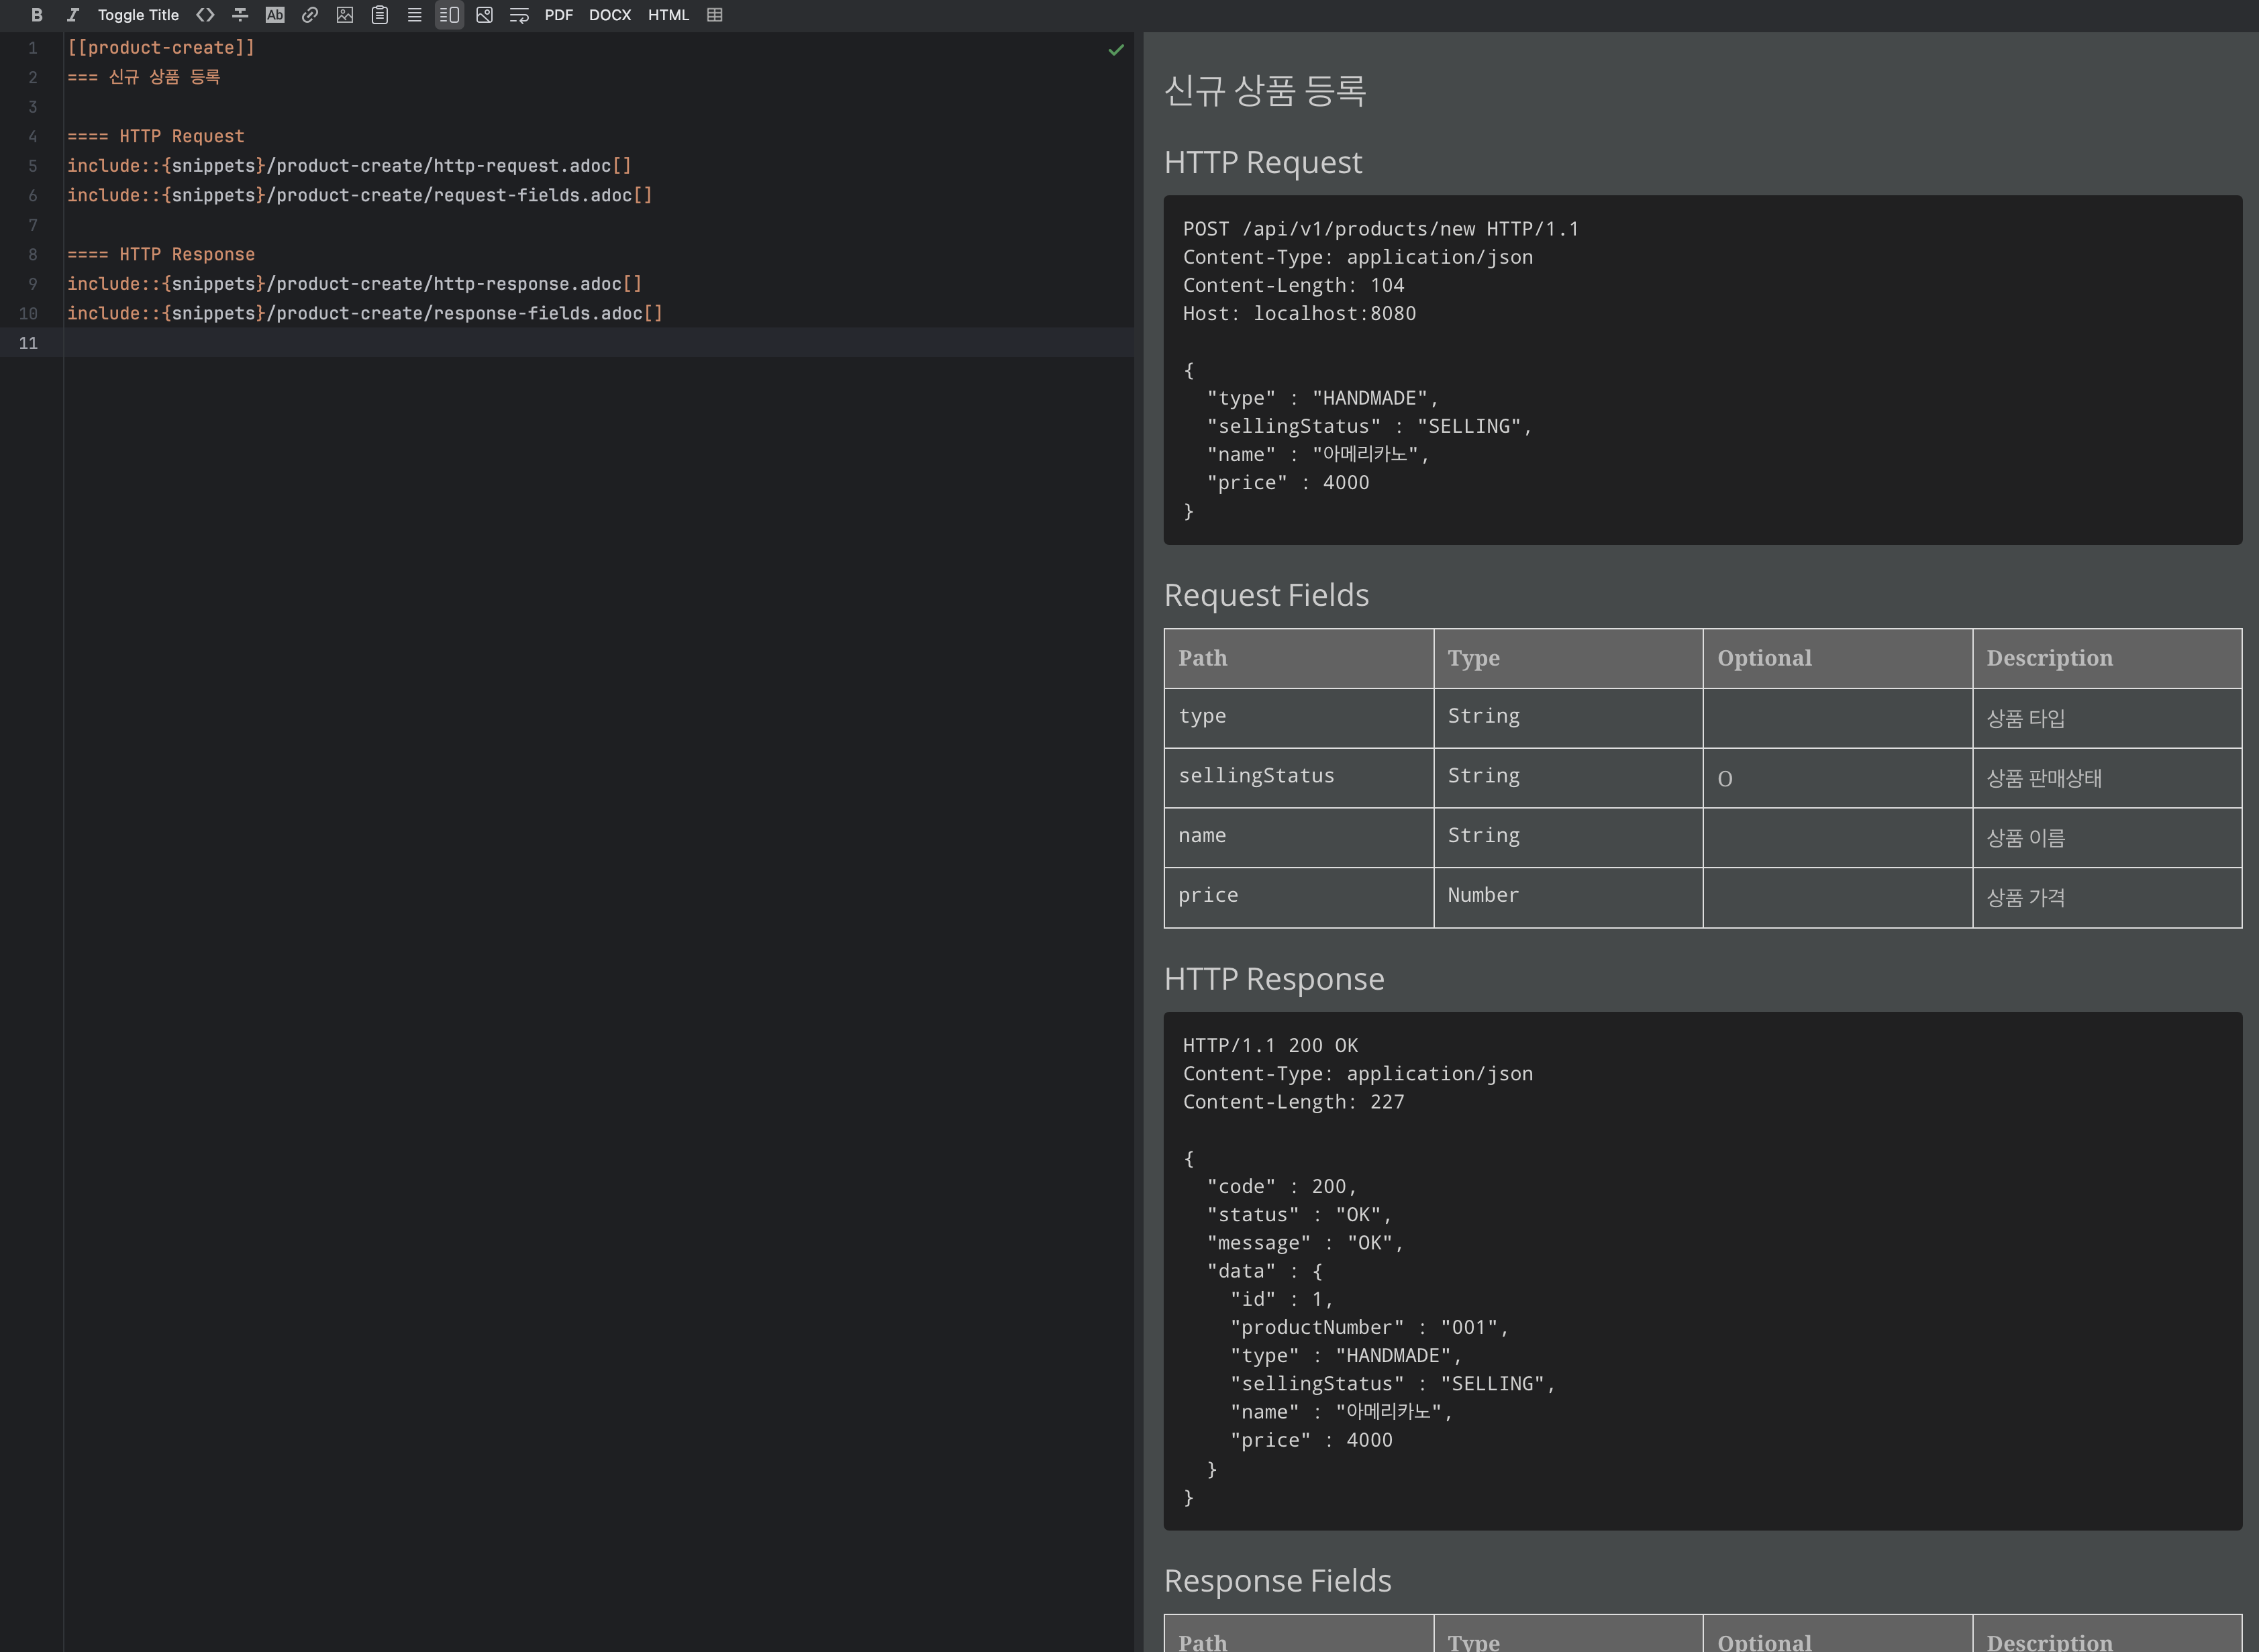 B I Toggle Title Ab PDF DOCX HTML
1 [[product-create]]
2 === 신규 상품 등록
3
4 ==== HTTP Request
5 include::{snippets}/product-create/http-request.adoc[]
6 include::{snippets}/product-create/request-fields.adoc[]
7
8 ==== HTTP Response
9 include::{snippets}/product-create/http-response.adoc[]
10 include::{snippets}/product-create/response-fields.adoc[]
11
신규 상품 등록
HTTP Request
POST /api/v1/products/new HTTP/1.1
Content-Type: application/json
Content-Length: 104
Host: localhost:8080
{
"type" : "HANDMADE",
"sellingStatus" : "SELLING",
"name" : "아메리카노",
"price" : 4000
}
Request Fields
Path Type Optional Description
type String 상품 타입
sellingStatus String O 상품 판매상태
name String 상품 이름
price Number 상품 가격
HTTP Response
HTTP/1.1 200 OK
Content-Type: application/json
Content-Length: 227
{
"code" : 200,
"status" : "OK",
"message" : "OK",
"data" : {
"id" : 1,
"productNumber" : "001",
"type" : "HANDMADE",
"sellingStatus" : "SELLING",
"name" : "아메리카노",
"price" : 4000
}
}
Response Fields
Path Type Optional Description